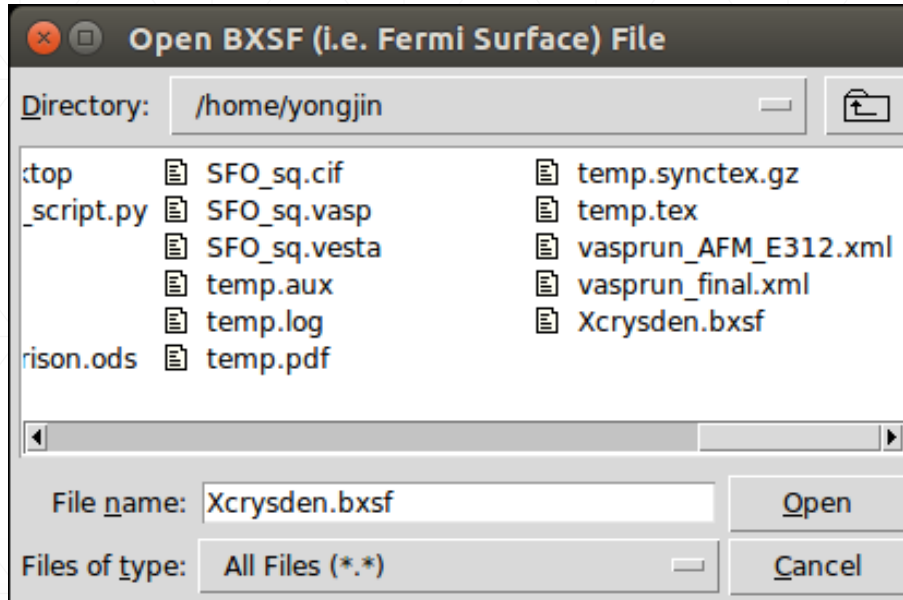 Open BXSF (i.e. Fermi Surface) File
Directory: /home/yongjin
ktop SFO_sq.cif temp.synctex.gz
_script.py SFO_sq.vasp temp.tex
SFO_sq.vesta vasprun_AFM_E312.xml
temp.aux vasprun_final.xml
temp.log Xcrysden.bxsf
rison.ods temp.pdf
File name: Xcrysden.bxsf Open
Files of type: All Files (*.*) Cancel